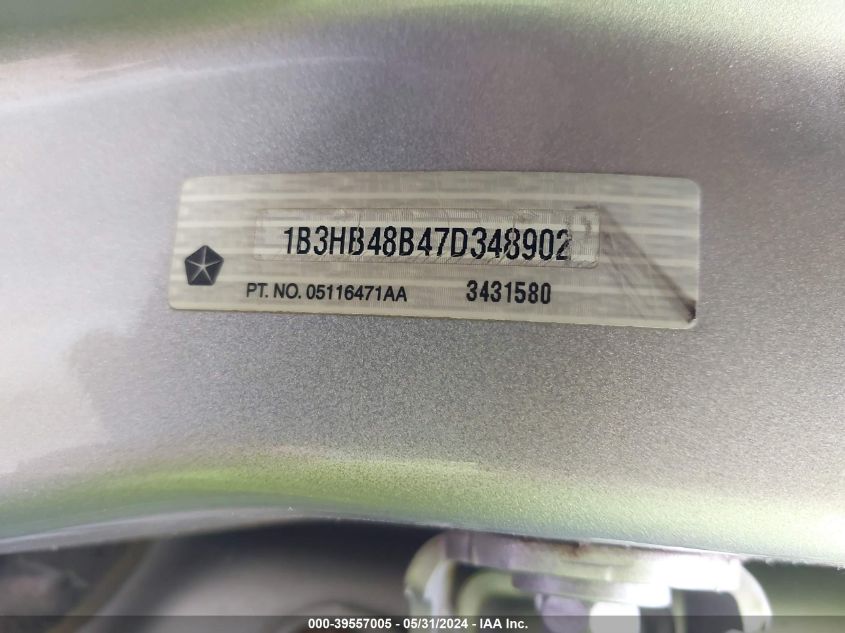 1B3HB48B47D348902
PT. NO. 05116471AA 3431580
000-39557005 - 05/31/2024 - IAA Inc.